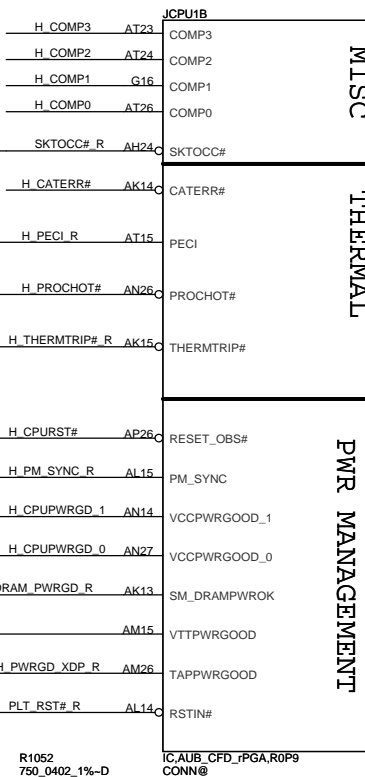 JCPU1B
H_COMP3 AT23 COMP3
H_COMP2 AT24 COMP2
H_COMP1 G16 COMP1
H_COMP0 AT26 COMP0
MISC
SKTOCC#_R AH24 SKTOCC#
H_CATERR# AK14 CATERR#
H_PECI_R AT15 PECI
THERMAL
H_PROCHOT# AN26 PROCHOT#
H_THERMTRIP#_R AK15 THERMTRIP#
H_CPURST# AP26 RESET_OBS#
H_PM_SYNC_R AL15 PM_SYNC
H_CPUPWRGD_1 AN14 VCCPWRGOOD_1
H_CPUPWRGD_0 AN27 VCCPWRGOOD_0
PWR MANAGEMENT
RAM_PWRGD_R AK13 SM_DRAMPWROK
AM15 VTTPWRGOOD
H_PWRGD_XDP_R AM26 TAPPWRGOOD
PLT_RST#_R AL14 RSTIN#
R1052
750_0402_1%~D
IC,AUB_CFD_rPGA,R0P9
CONN@